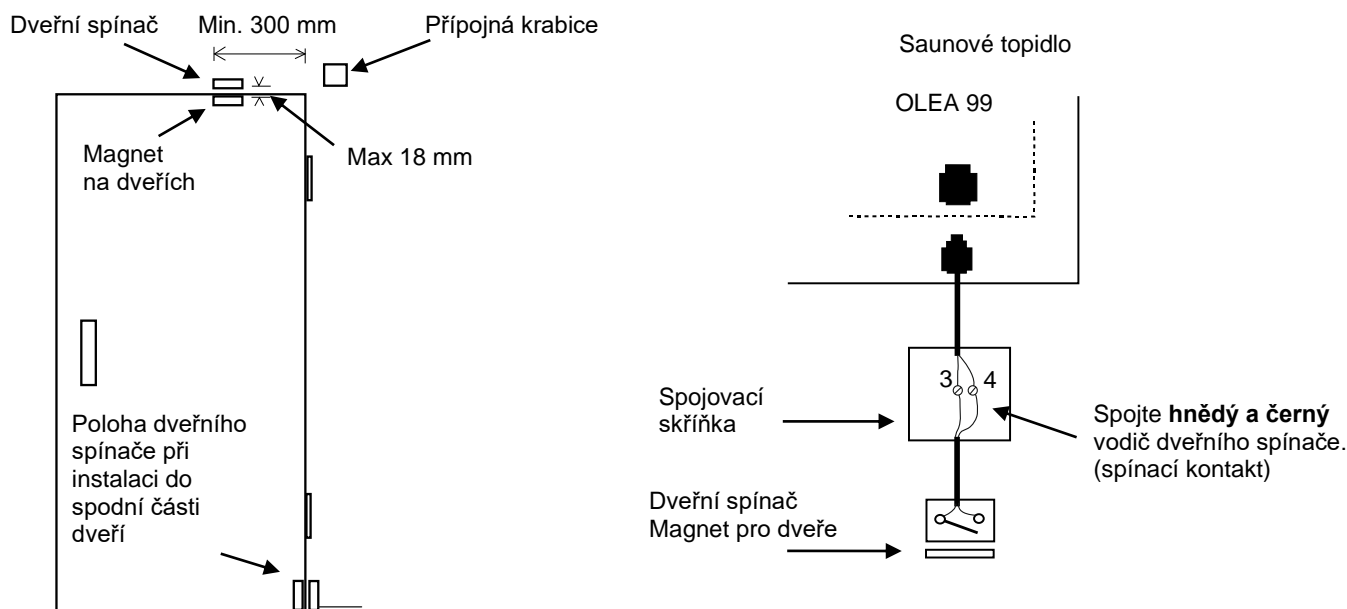 Dveřní spínač
Min. 300 mm
Přípojná krabice
Magnet
na dveřích
Max 18 mm
Poloha dveřního
spínače při
instalaci do
spodní části
dveří
Saunové topidlo
OLEA 99
3
4
Spojovací
skříňka
Spojte hnědý a černý
vodič dveřního spínače.
(spínací kontakt)
Dveřní spínač
Magnet pro dveře